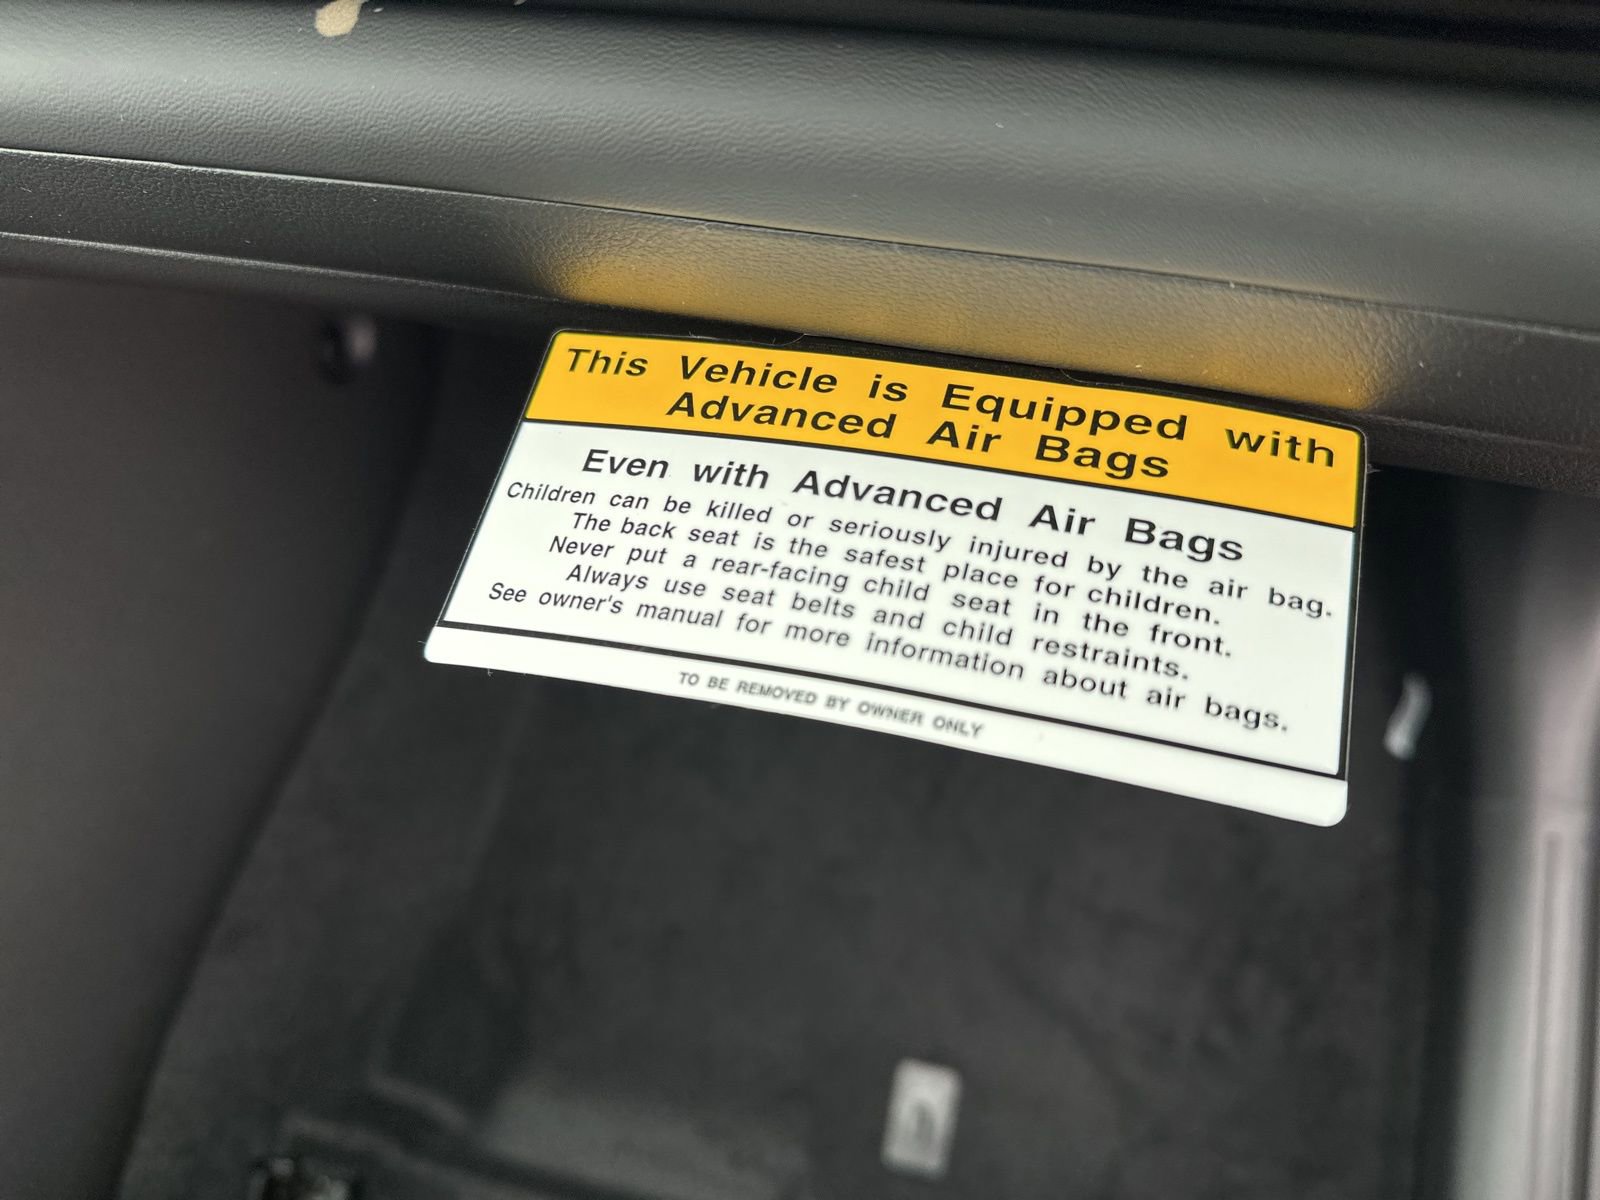 This Vehicle is Equipped with
Advanced Air Bags
Even with Advanced Air Bags
Children can be killed or seriously injured by the air bag.
The back seat is the safest place for children.
Never put a rear-facing child seat in the front.
Always use seat belts and child restraints.
See owner's manual for more information about air bags.
TO BE REMOVED BY OWNER ONLY